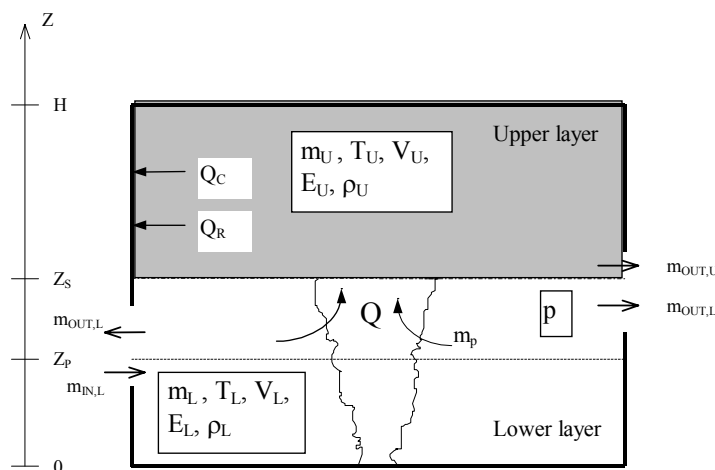 Z
H
Upper layer
m_U , T_U, V_U,
E_U, ρ_U
Q_C
Q_R
m_OUT,U
Z_S
m_OUT,L
p
Q
m_OUT,L
m_p
Z_P
m_IN,L
m_L , T_L, V_L,
E_L, ρ_L
Lower layer
0